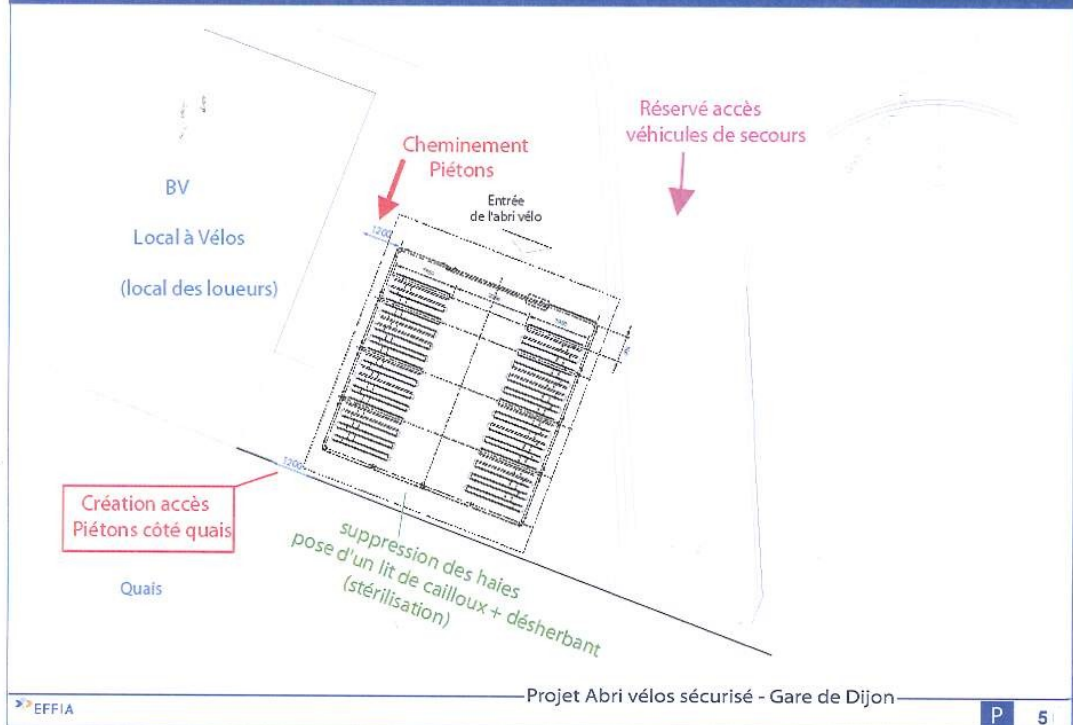 Réservé accès
véhicules de secours
Cheminement
Piétons
BV
Entrée
de l'abri vélo
Local à Vélos
1200
(local des loueurs)
1200
Création accès
Piétons côté quais
suppression des haies
pose d'un lit de cailloux + désherbant
(stérilisation)
Quais
Projet Abri vélos sécurisé - Gare de Dijon
EFFIA
P 5